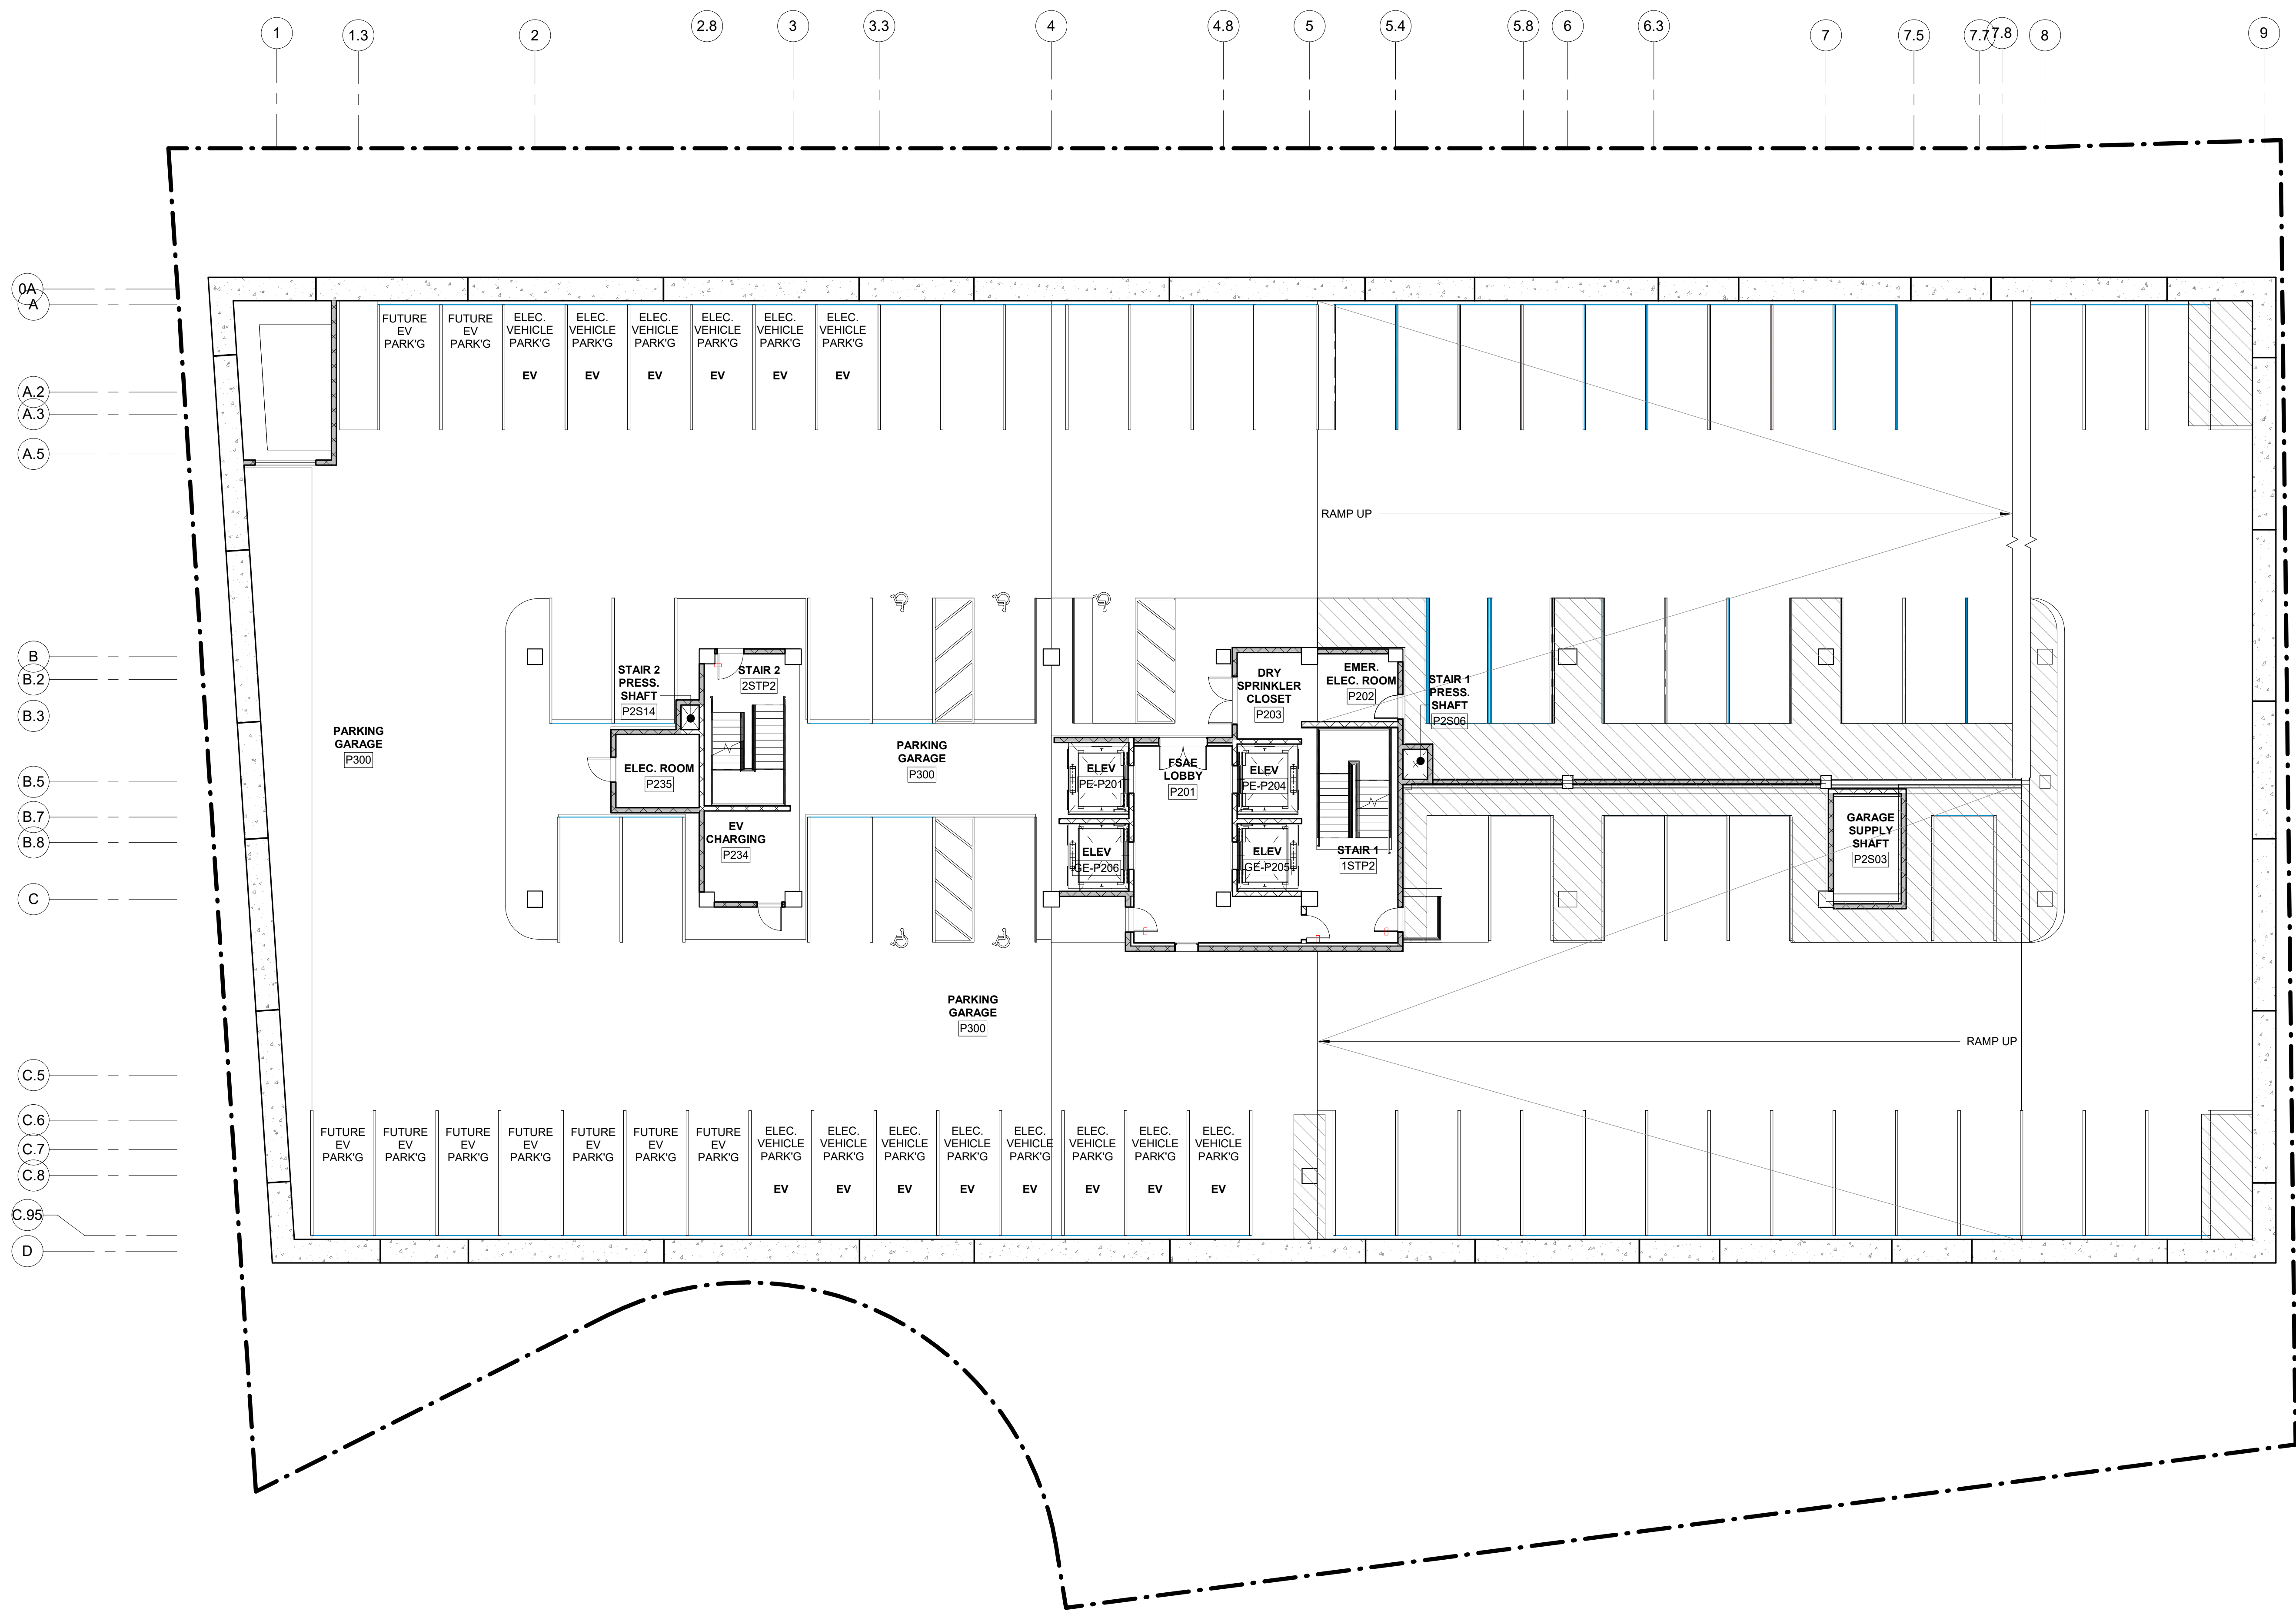 1
1.3
2
2.8
3
3.3
4
4.8
5
5.4
5.8
6
6.3
7
7.5
7.7
7.8
8
9
0A
A
A.2
A.3
A.5
B
B.2
B.3
B.5
B.7
B.8
C
C.5
C.6
C.7
C.8
C.95
D
FUTURE
EV
PARK'G
FUTURE
EV
PARK'G
ELEC.
VEHICLE
PARK'G
EV
ELEC.
VEHICLE
PARK'G
EV
ELEC.
VEHICLE
PARK'G
EV
ELEC.
VEHICLE
PARK'G
EV
ELEC.
VEHICLE
PARK'G
EV
ELEC.
VEHICLE
PARK'G
EV
RAMP UP
STAIR 2
PRESS.
SHAFT
P2S14
STAIR 2
2STP2
DRY
SPRINKLER
CLOSET
P203
EMER.
ELEC. ROOM
P202
STAIR 1
PRESS.
SHAFT
P2S06
PARKING
GARAGE
P300
ELEC. ROOM
P235
PARKING
GARAGE
P300
ELEV
PE-P201
FSAE
LOBBY
P201
ELEV
PE-P204
EV
CHARGING
P234
ELEV
GE-P206
ELEV
GE-P205
STAIR 1
1STP2
GARAGE
SUPPLY
SHAFT
P2S03
PARKING
GARAGE
P300
RAMP UP
FUTURE
EV
PARK'G
FUTURE
EV
PARK'G
FUTURE
EV
PARK'G
FUTURE
EV
PARK'G
FUTURE
EV
PARK'G
FUTURE
EV
PARK'G
FUTURE
EV
PARK'G
ELEC.
VEHICLE
PARK'G
EV
ELEC.
VEHICLE
PARK'G
EV
ELEC.
VEHICLE
PARK'G
EV
ELEC.
VEHICLE
PARK'G
EV
ELEC.
VEHICLE
PARK'G
EV
ELEC.
VEHICLE
PARK'G
EV
ELEC.
VEHICLE
PARK'G
EV
ELEC.
VEHICLE
PARK'G
EV